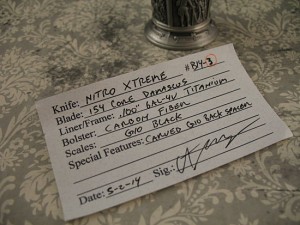 Knife: NITRO XTREME #B14-3
Blade: 154 CORE DAMASCUS
Liner/Frame: .100" 6AL-4V TITANIUM
Bolster: CARBON FIBER
Scales: G10 BLACK
Special Features: CARVED G10 BACK SPACER
Date: 5-2-14 Sig.: